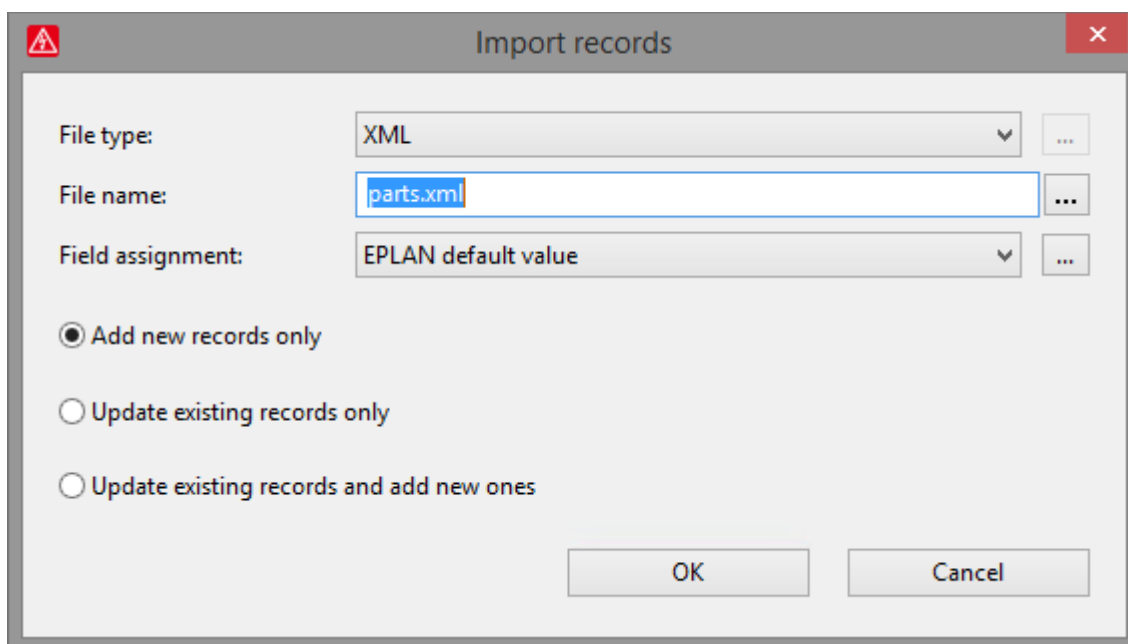 Import records
File type:
XML
...
File name:
parts.xml
...
Field assignment:
EPLAN default value
...
Add new records only
Update existing records only
Update existing records and add new ones
OK
Cancel